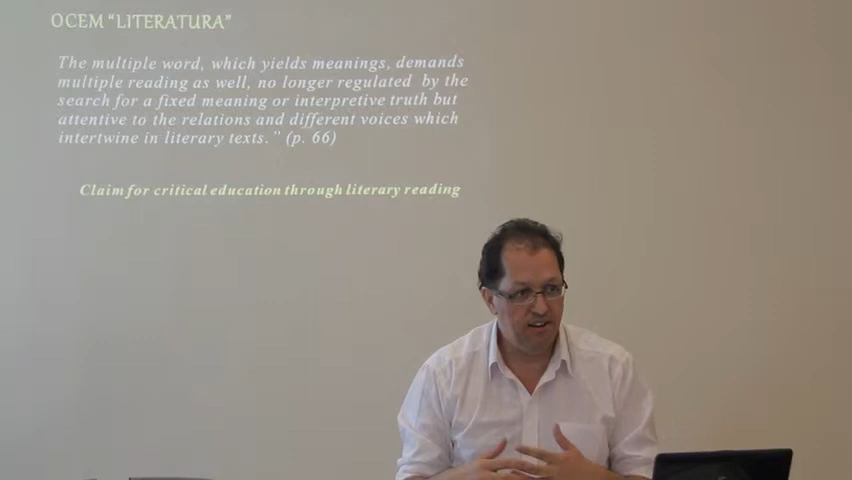 OCEM "LITERATURA"
The multiple word, which yields meanings, demands
multiple reading as well, no longer regulated by the
search for a fixed meaning or interpretive truth but
attentive to the relations and different voices which
intertwine in literary texts." (p. 66)
Claim for critical education through literary reading